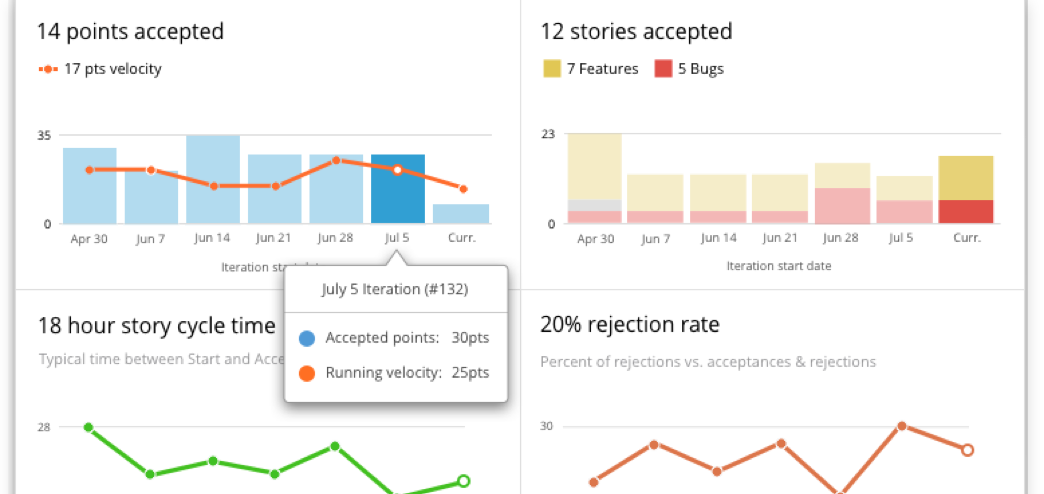 14 points accepted
17 pts velocity
35
0
Apr 30 Jun 7 Jun 14 Jun 21 Jun 28 Jul 5 Curr.
Iteration
July 5 Iteration (#132)
Accepted points: 30pts
Running velocity: 25pts
12 stories accepted
7 Features 5 Bugs
23
0
Apr 30 Jun 7 Jun 14 Jun 21 Jun 28 Jul 5 Curr.
Iteration start date
18 hour story cycle time
Typical time between Start and
28
20% rejection rate
Percent of rejections vs. acceptances & rejections
30